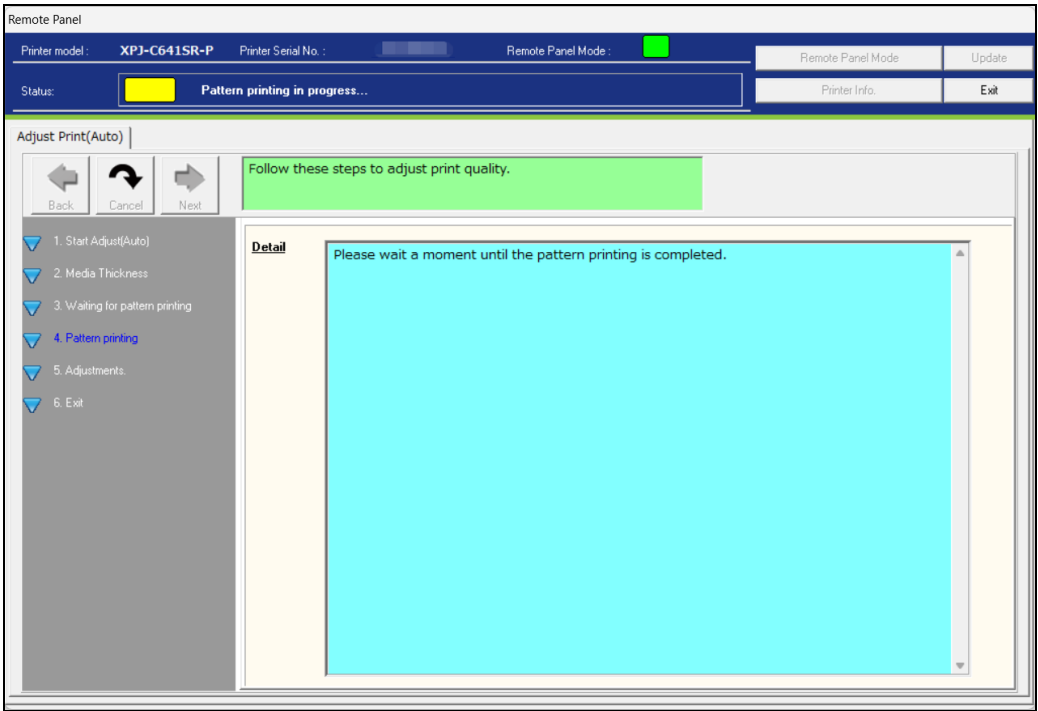 Remote Panel
Printer model : XPJ-C641SR-P Printer Serial No. : Remote Panel Mode :
Remote Panel Mode Update
Status: Pattern printing in progress...
Printer Info. Exit
Adjust Print(Auto)
Back Cancel Next
Follow these steps to adjust print quality.
1. Start Adjust(Auto)
2. Media Thickness
3. Waiting for pattern printing
4. Pattern printing
5. Adjustments.
6. Exit
Detail
Please wait a moment until the pattern printing is completed.